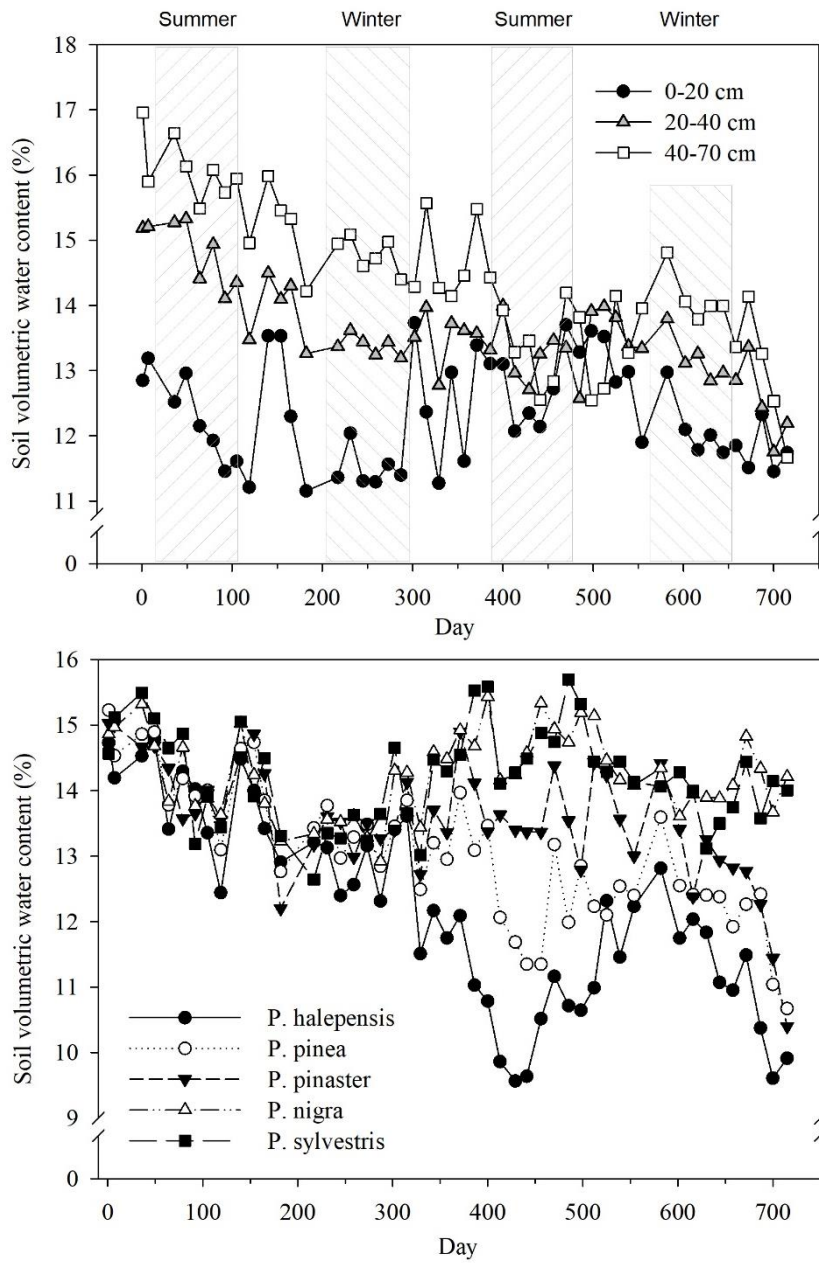 Summer Winter Summer Winter
18
0-20 cm
17
20-40 cm
40-70 cm
16
15
14
13
12
11
0
Soil volumetric water content (%)
0 100 200 300 400 500 600 700
Day
16
15
14
13
12
11
10
9
0
Soil volumetric water content (%)
P. halepensis
P. pinea
P. pinaster
P. nigra
P. sylvestris
0 100 200 300 400 500 600 700
Day